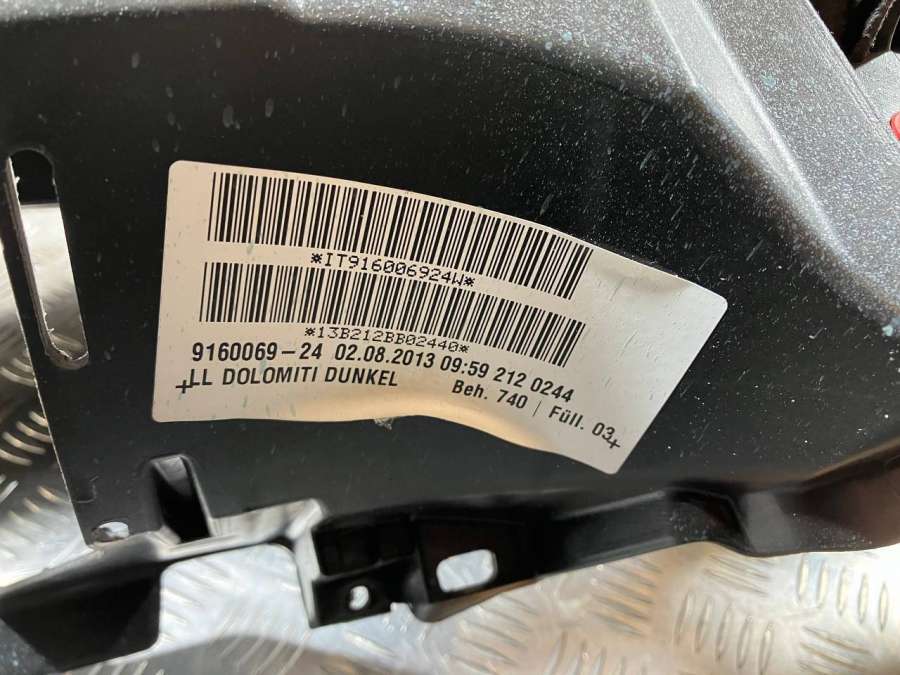 *IT916006924W*
*13B212BB02440*
9160069-24 02.08.2013 09:59 212 0244
LL DOLOMITI DUNKEL Beh. 740 | Füll. 03